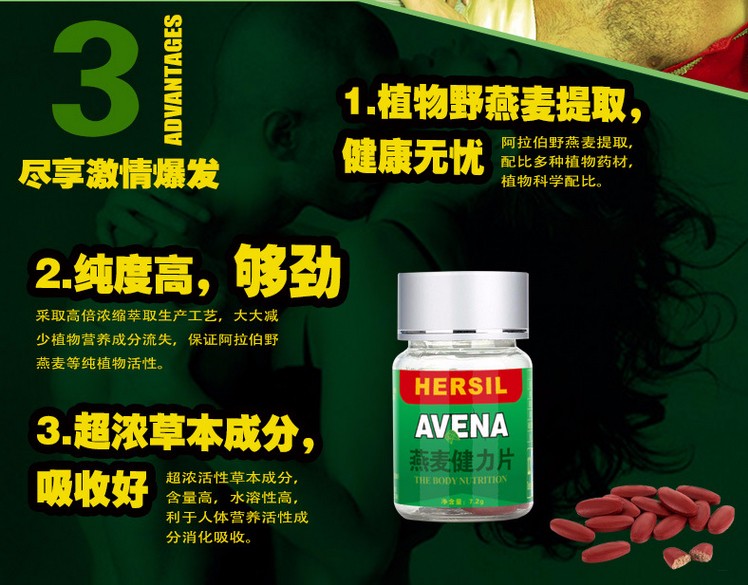 3
ADVANTAGES
尽享激情爆发
1.植物野燕麦提取，
健康无忧
阿拉伯野燕麦提取，
配比多种植物药材，
植物科学配比。
2.纯度高，够劲
采取高倍浓缩萃取生产工艺，大大减
少植物营养成分流失，保证阿拉伯野
燕麦等纯植物活性。
3.超浓草本成分，
吸收好
超浓活性草本成分，
含量高，水溶性高，
利于人体营养活性成
分消化吸收。
HERSIL
AVENA
燕麦健力片
THE BODY NUTRITION
净含量：7.2g